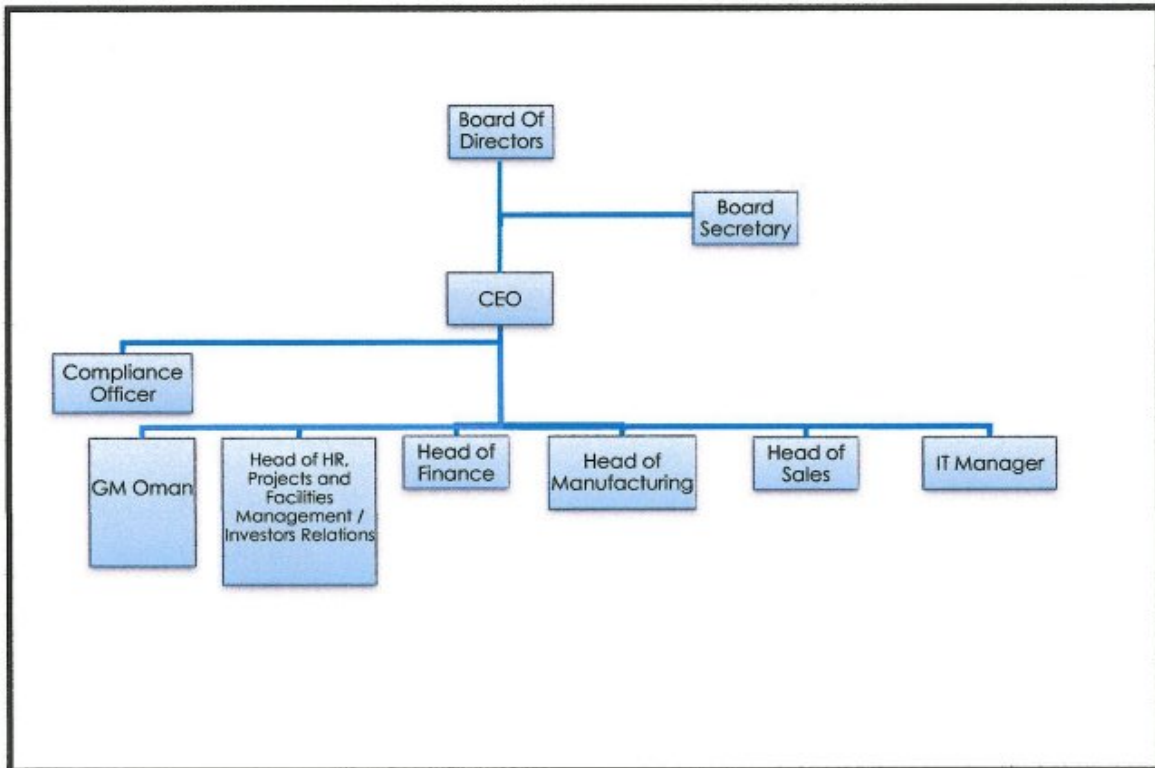 Board Of
Directors
Board
Secretary
CEO
Compliance
Officer
GM Oman
Head of HR,
Projects and
Facilities
Management /
Investors Relations
Head of
Finance
Head of
Manufacturing
Head of
Sales
IT Manager